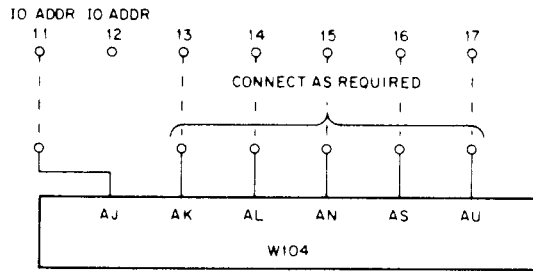 IO ADDR IO ADDR
11 12 13 14 15 16 17
CONNECT AS REQUIRED
AJ AK AL AN AS AU
W104